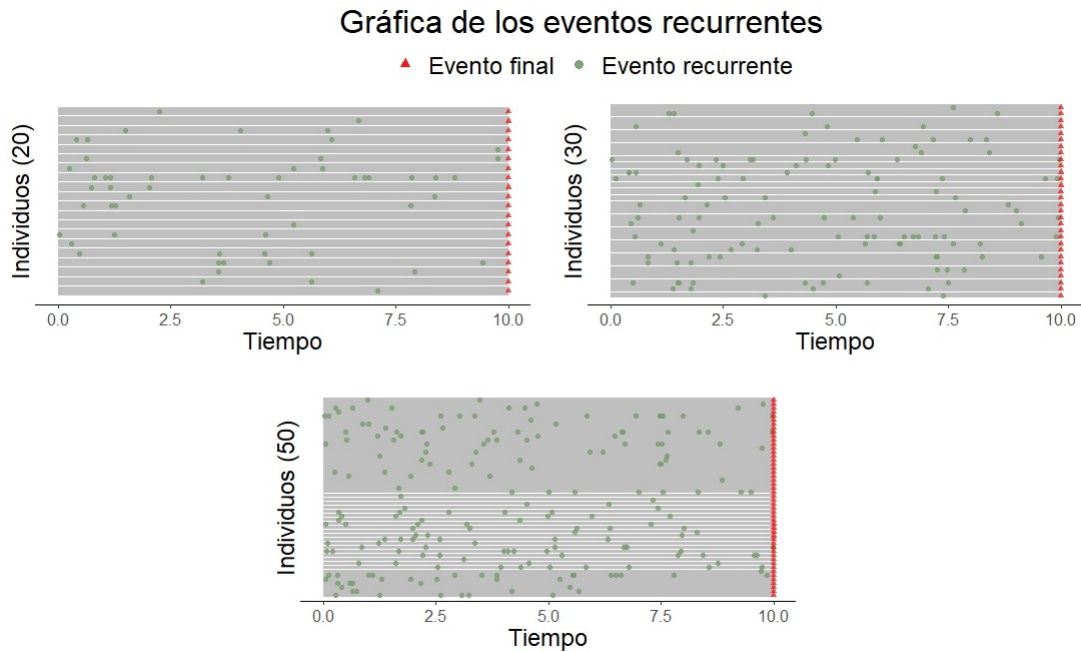 Gráfica de los eventos recurrentes
Evento final Evento recurrente
Individuos (20)
0.0 2.5 5.0 7.5 10.0
Tiempo
Individuos (30)
0.0 2.5 5.0 7.5 10.0
Tiempo
Individuos (50)
0.0 2.5 5.0 7.5 10.0
Tiempo